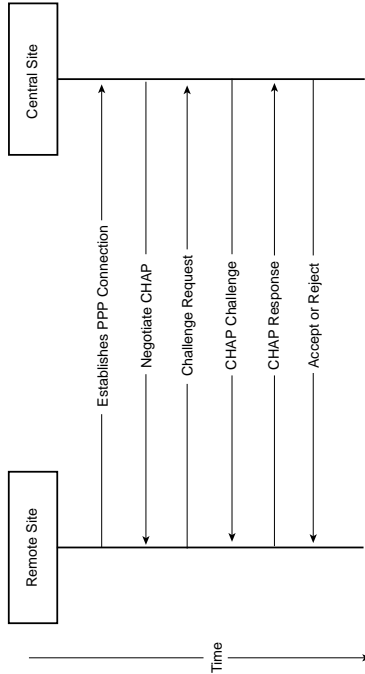 Remote Site
Central Site
Establishes PPP Connection
Negotiate CHAP
Challenge Request
CHAP Challenge
CHAP Response
Accept or Reject
Time